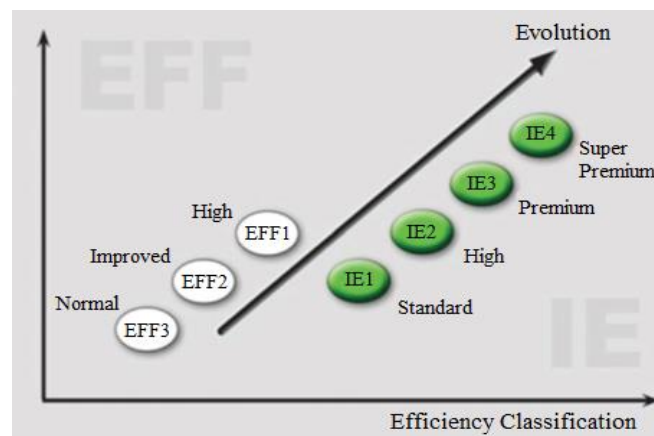 EFF
Evolution
IE4
Super
Premium
IE3
Premium
High
EFF1
IE2
High
Improved
EFF2
IE1
Standard
Normal
EFF3
IE
Efficiency Classification